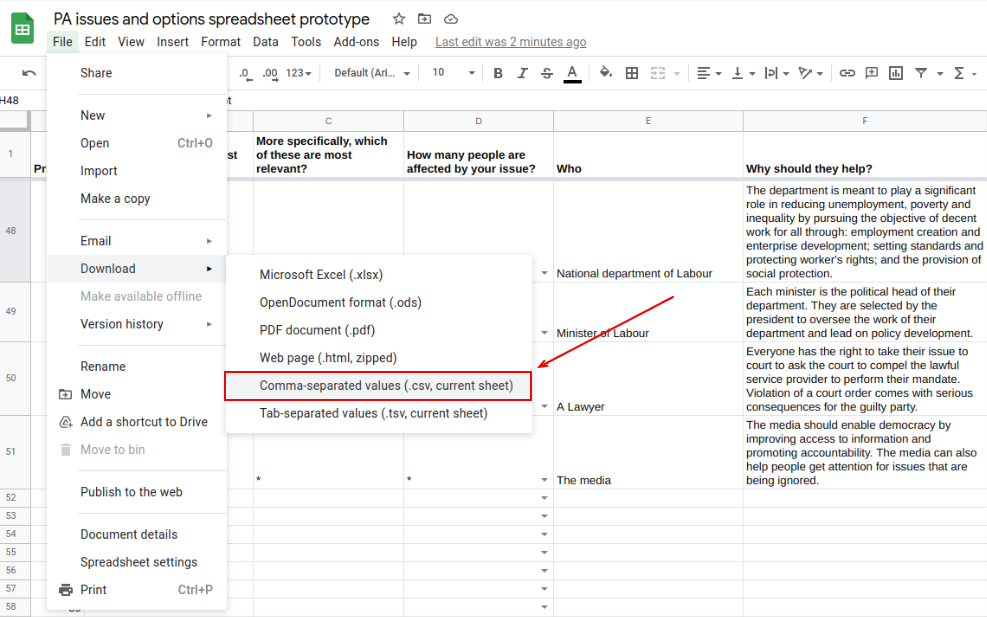 PA issues and options spreadsheet prototype
File Edit View Insert Format Data Tools Add-ons Help Last edit was 2 minutes ago
.0 .00 123 Default (Ari... 10 B I S A
H48
C D E F
1
More specifically, which
of these are most
relevant?
How many people are
affected by your issue?
Who
Why should they help?
48
National department of Labour
The department is meant to play a significant
role in reducing unemployment, poverty and
inequality by pursuing the objective of decent
work for all through: employment creation and
enterprise development; setting standards and
protecting worker's rights; and the provision of
social protection.
49
Minister of Labour
Each minister is the political head of their
department. They are selected by the
president to oversee the work of their
department and lead on policy development.
50
A Lawyer
Everyone has the right to take their issue to
court to ask the court to compel the lawful
service provider to perform their mandate.
Violation of a court order comes with serious
consequences for the guilty party.
51
*
*
The media
The media should enable democracy by
improving access to information and
promoting accountability. The media can also
help people get attention for issues that are
being ignored.
52
53
54
55
56
57
58
Share
New
Open Ctrl+O
Import
Make a copy
Email
Download
Make available offline
Version history
Rename
Move
Add a shortcut to Drive
Move to bin
Publish to the web
Document details
Spreadsheet settings
Print Ctrl+P
Microsoft Excel (.xlsx)
OpenDocument format (.ods)
PDF document (.pdf)
Web page (.html, zipped)
Comma-separated values (.csv, current sheet)
Tab-separated values (.tsv, current sheet)